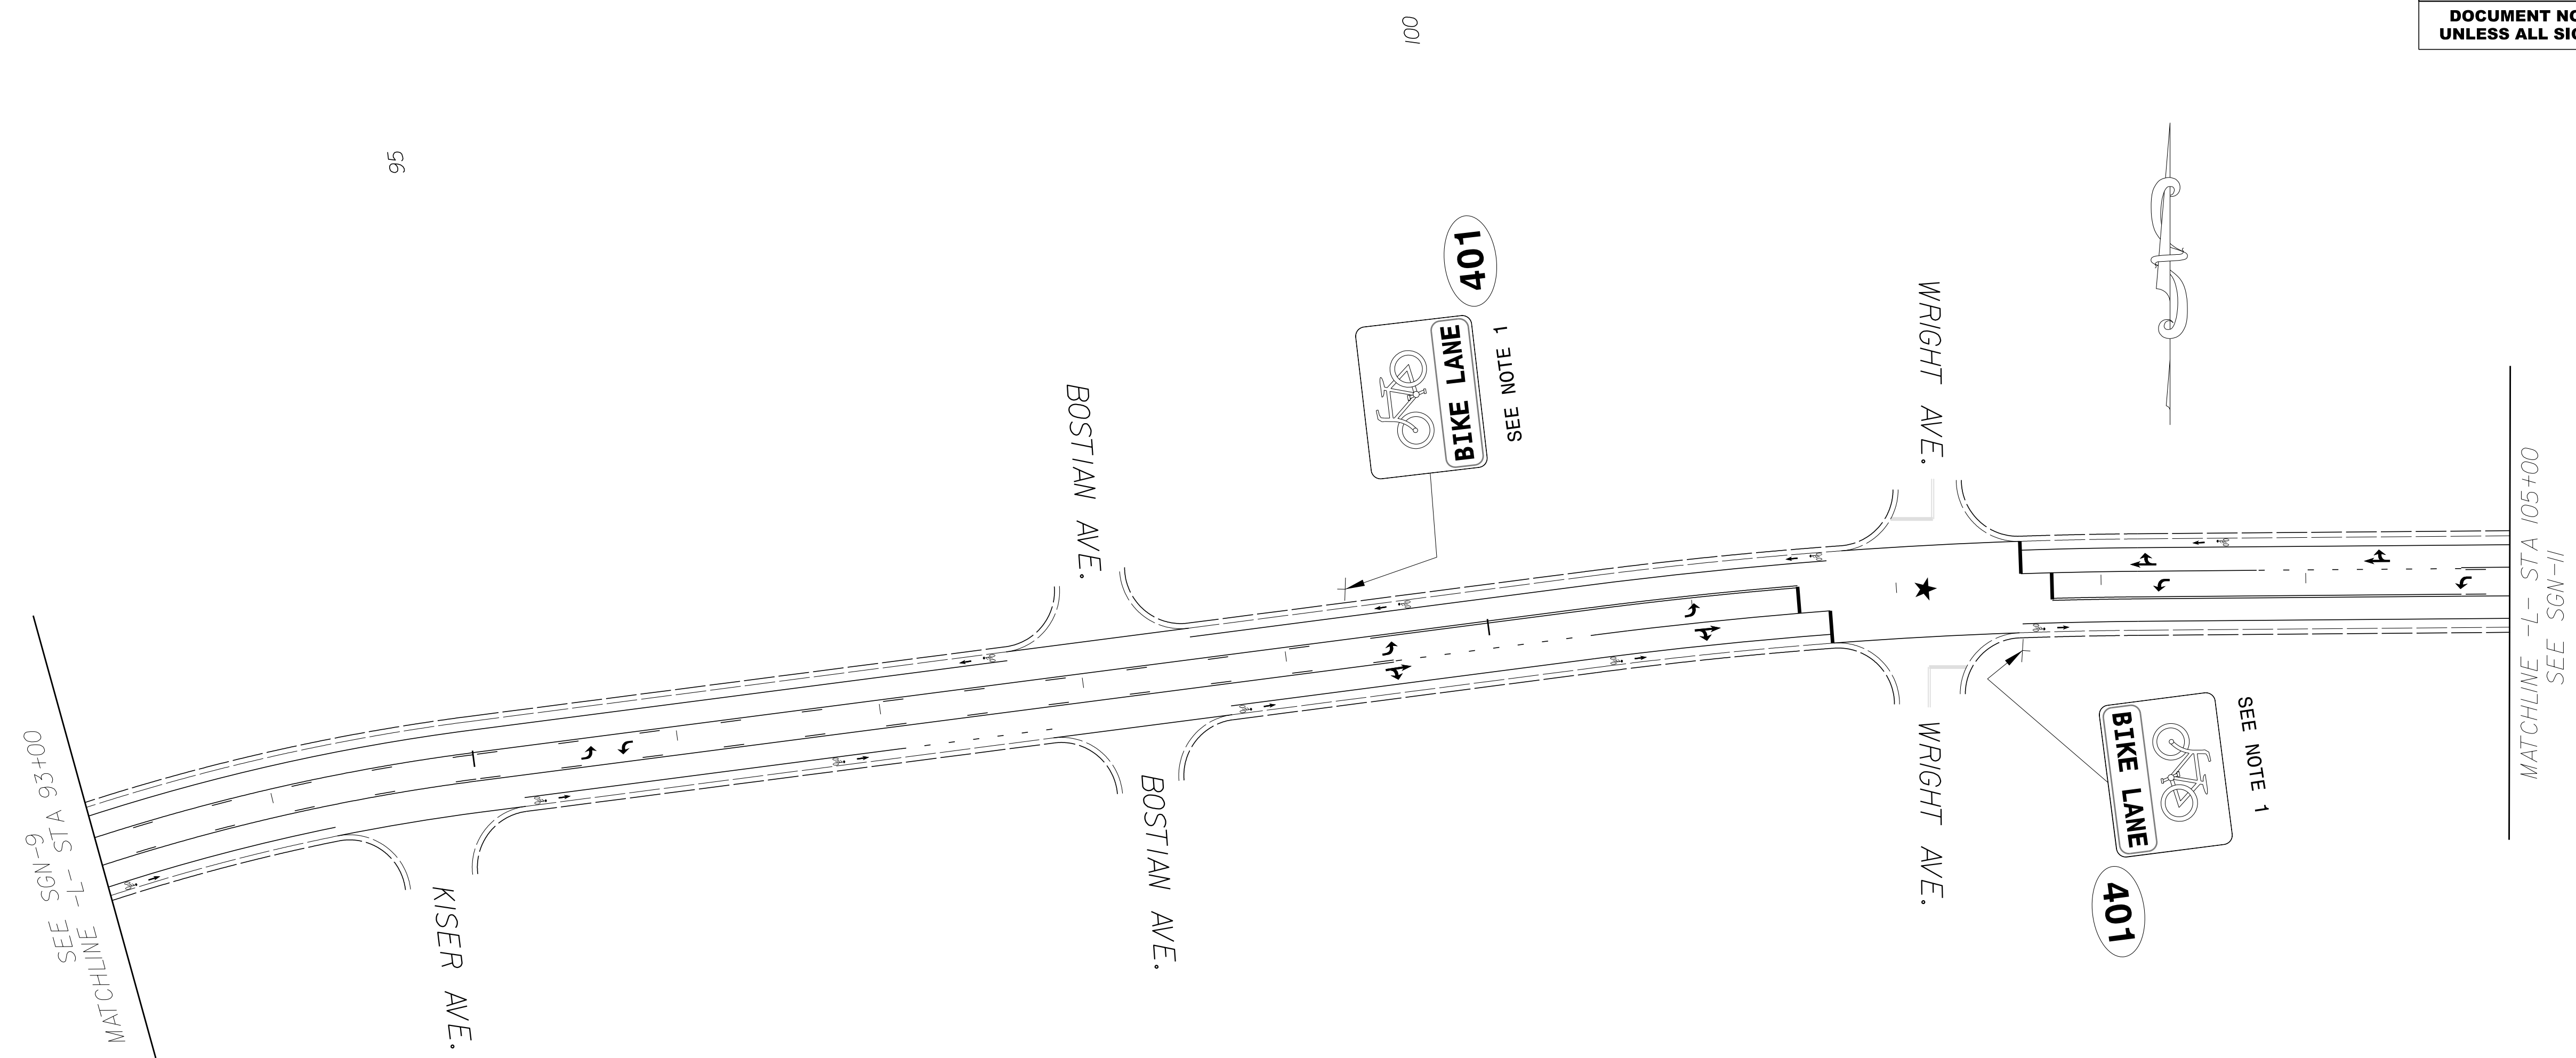 DOCUMENT NO
UNLESS ALL SIG
100
95
401
BIKE LANE
SEE NOTE 1
WRIGHT AVE.
BOSTIAN AVE.
MATCHLINE -L- STA 105+00
SEE SGN-11
SEE SGN-9
MATCHLINE -L- STA 93+00
KISER AVE.
BOSTIAN AVE.
WRIGHT AVE.
BIKE LANE
SEE NOTE 1
401